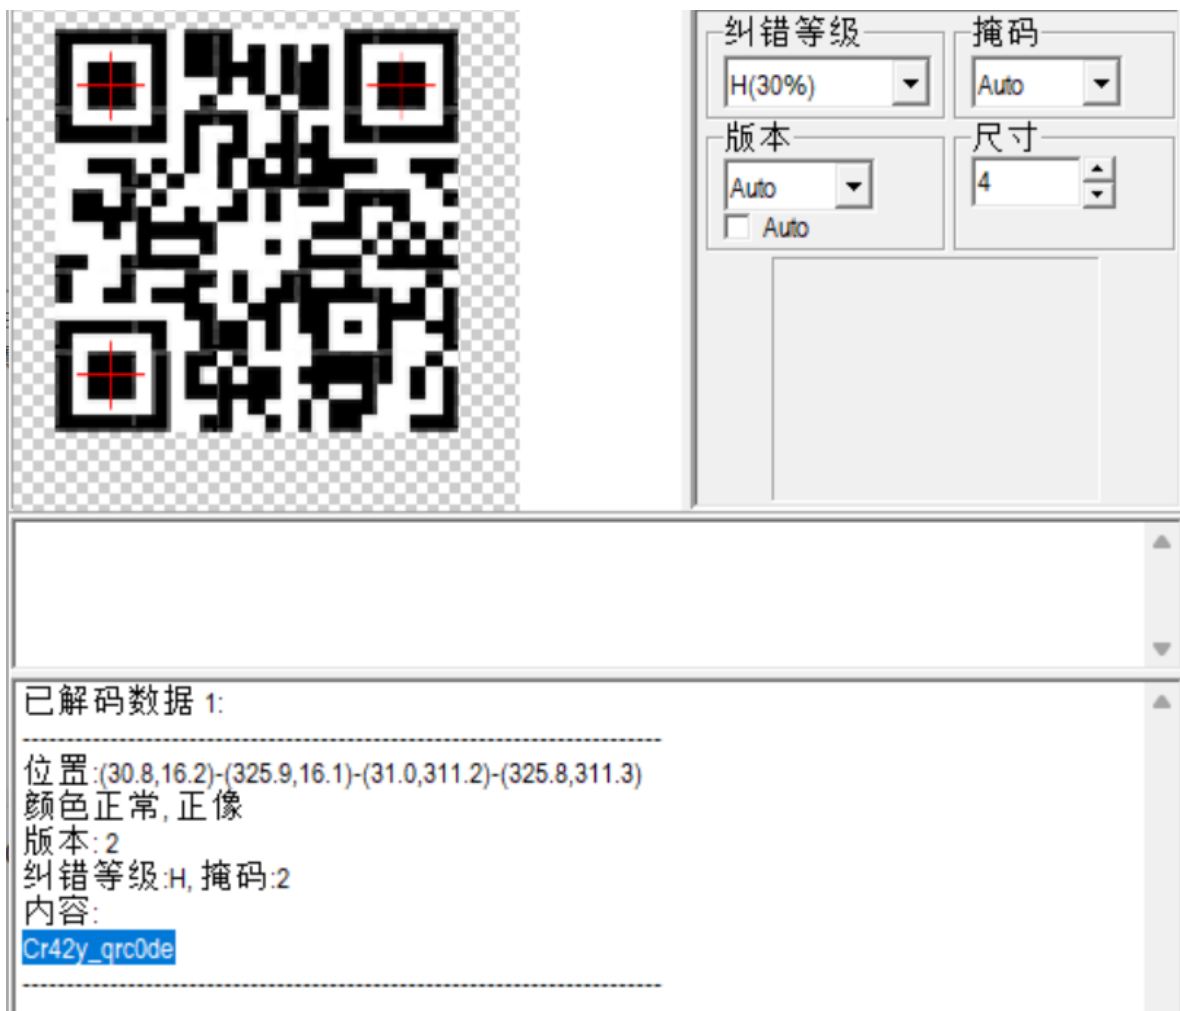 纠错等级
掩码
H(30%)
Auto
版本
尺寸
Auto
4
Auto
已解码数据 1:
--------------------------------------------------------------------------------
位置:(30.8,16.2)-(325.9,16.1)-(31.0,311.2)-(325.8,311.3)
颜色正常, 正像
版本: 2
纠错等级:H, 掩码:2
内容:
Cr42y_qrc0de
--------------------------------------------------------------------------------